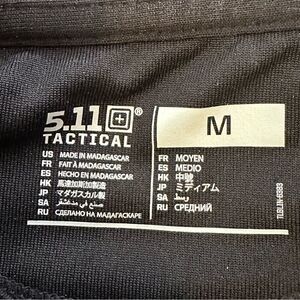 5.11®
TACTICAL
US MADE IN MADAGASCAR
FR FAIT À MADAGASCAR
ES HECHO EN MADAGASCAR
HK 馬達加斯加製造
JP マダガスカル製
SA صنع في مدغشقر
RU СДЕЛАНО НА МАДАГАСКАРЕ
M
FR MOYEN
ES MEDIO
HK 中號
JP ミディアム
SA وسط
RU СРЕДНИЙ